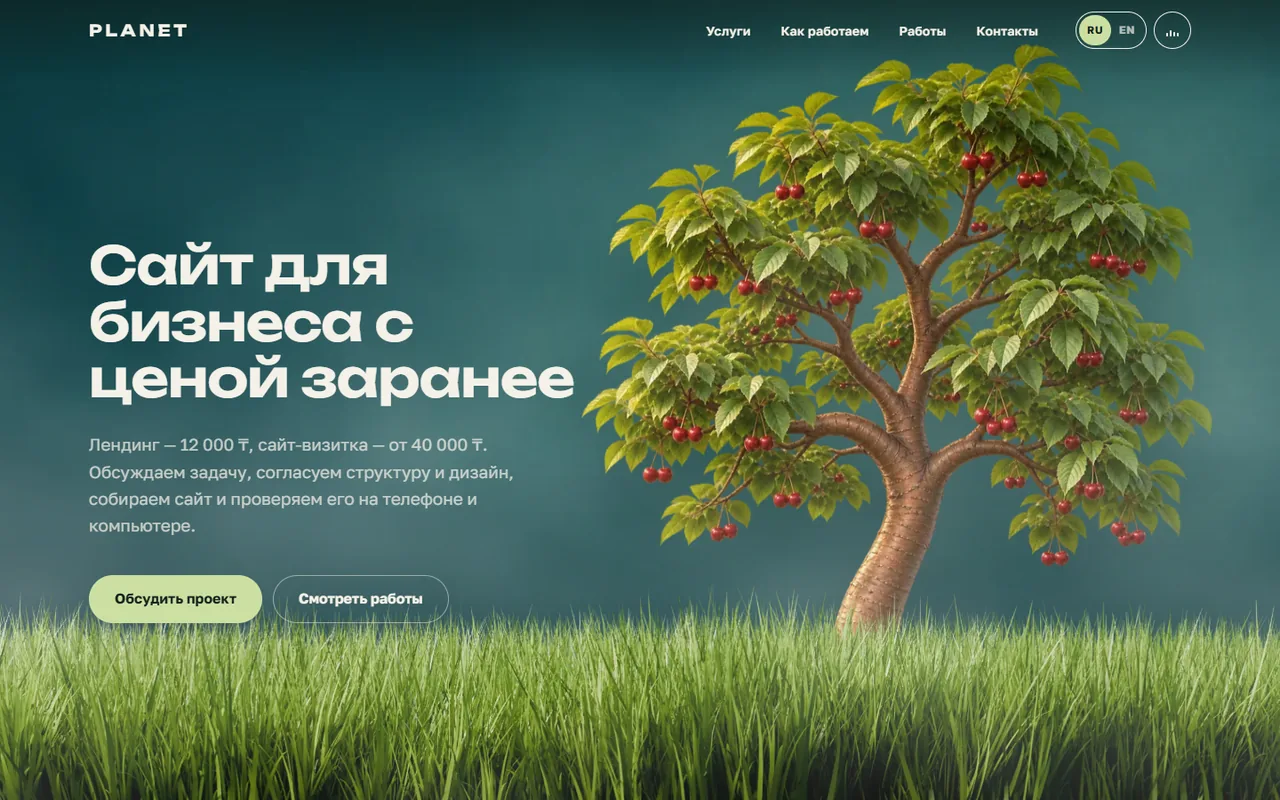 PLANET
Услуги
Как работаем
Работы
Контакты
RU
EN
Сайт для
бизнеса с
ценой заранее
Лендинг — 12 000 ₸, сайт-визитка — от 40 000 ₸.
Обсуждаем задачу, согласуем структуру и дизайн,
собираем сайт и проверяем его на телефоне и
компьютере.
Обсудить проект
Смотреть работы